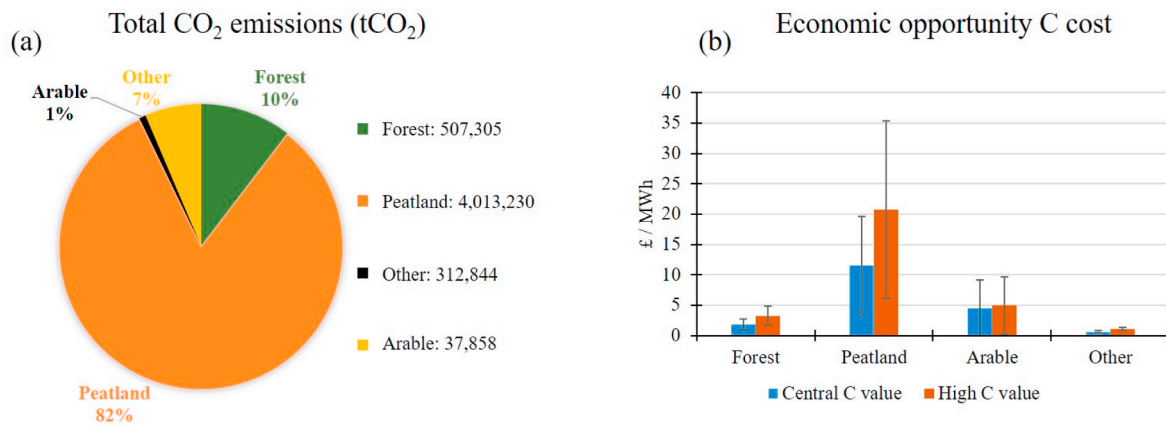 (a)
Total CO₂ emissions (tCO₂)
Arable
1%
Other
7%
Forest
10%
Forest: 507,305
Peatland: 4,013,230
Other: 312,844
Arable: 37,858
Peatland
82%
(b)
Economic opportunity C cost
£ / MWh
40
35
30
25
20
15
10
5
0
Forest Peatland Arable Other
Central C value High C value